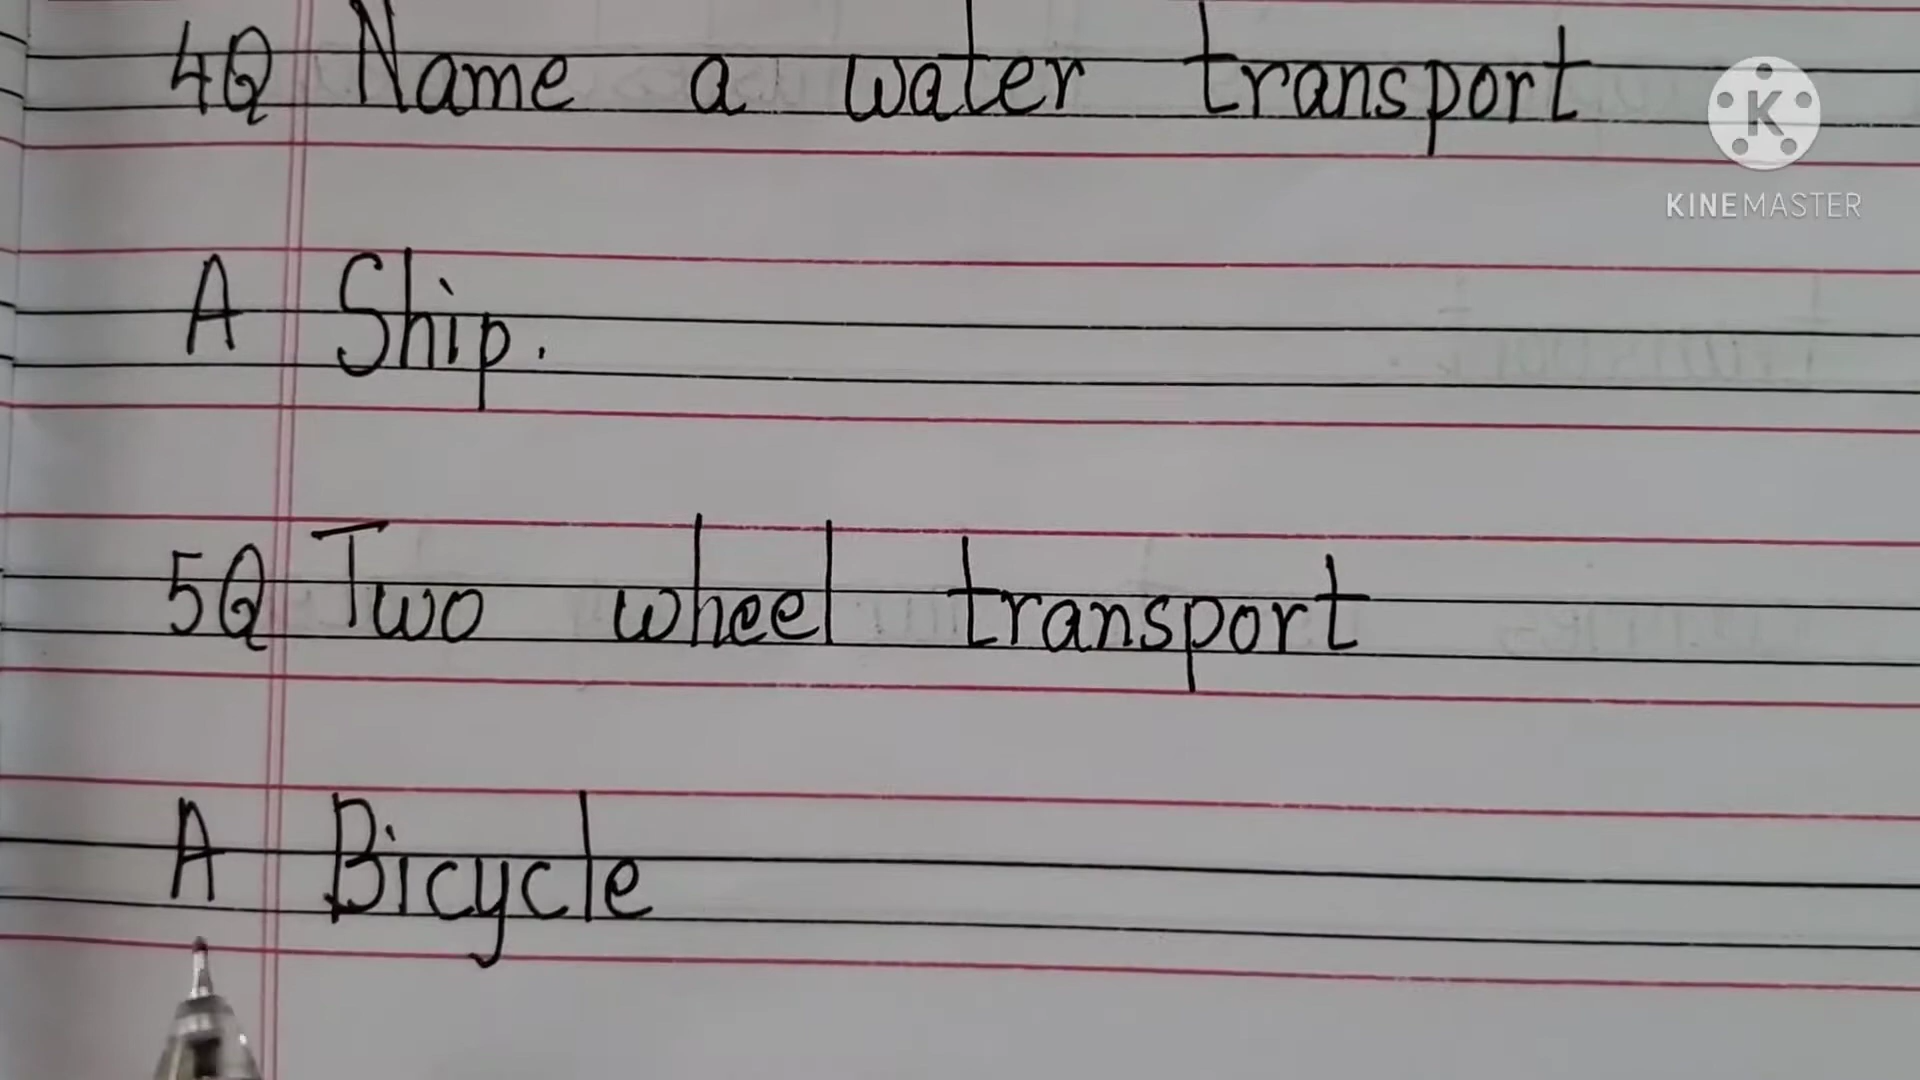 4Q Name a water transport
K
KINEMASTER
A Ship.
5Q Two wheel transport
A Bicycle